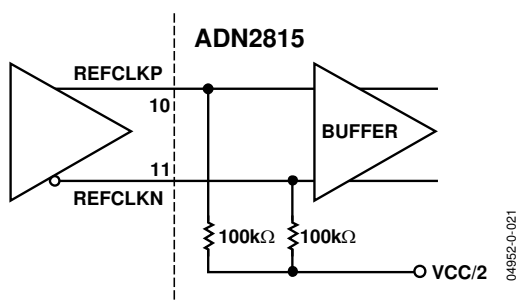 ADN2815
REFCLKP
10
BUFFER
11
REFCLKN
100kΩ
100kΩ
VCC/2
04952-0-021